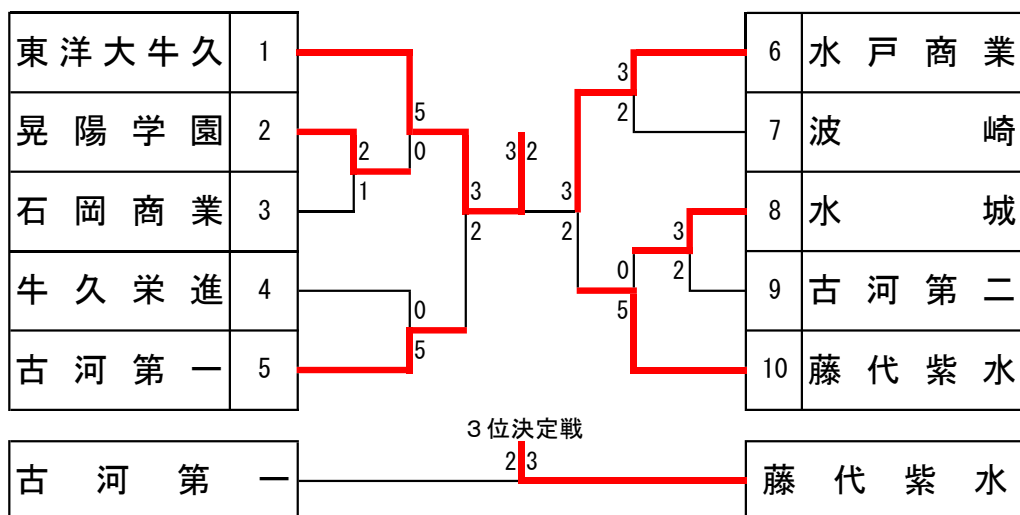 東洋大牛久 1
晃陽学園 2
石岡商業 3
牛久栄進 4
古河第一 5
6 水戸商業
7 波崎
8 水城
9 古河第二
10 藤代紫水
5
0
2
1
3
2
0
5
3 2
3
2
3
2
3
2
0
5
3位決定戦
古河第一
2 3
藤代紫水